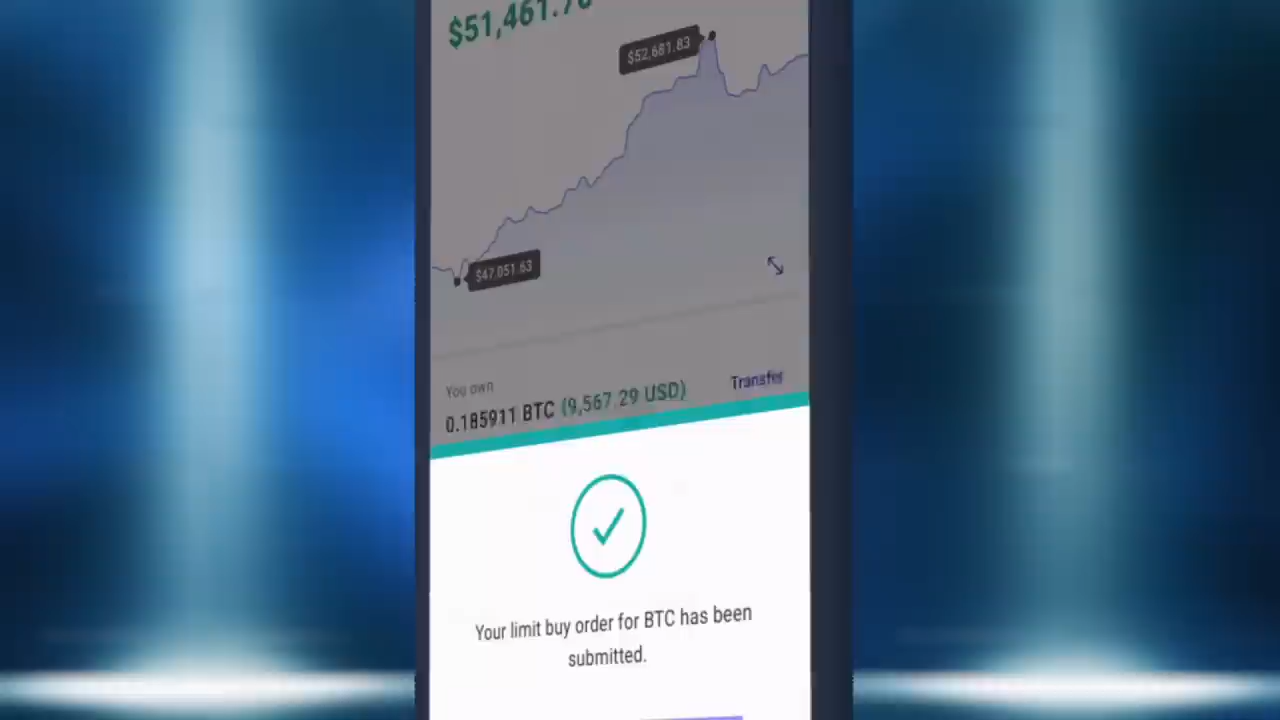 $52,681.83
$47,051.63
You own
0.185911 BTC (9,567.29 USD)
Transfer
Your limit buy order for BTC has been
submitted.